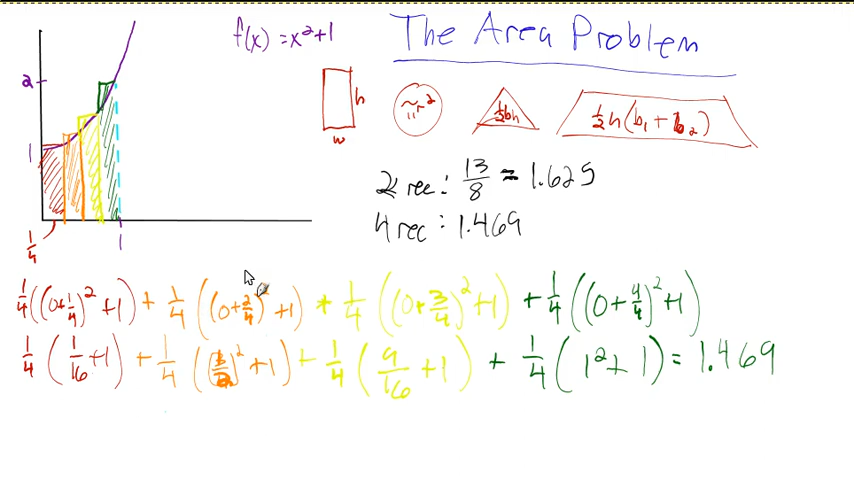 The Area Problem
f(x) = x²+1
2
1
1/4
1
h
w
πr²
½bh
½h(b₁ + b₂)
2 rec: 13/8 = 1.625
4 rec: 1.469
1/4((0+1/4)²+1) + 1/4((0+2/4)²+1) + 1/4((0+3/4)²+1) + 1/4((0+4/4)²+1)
1/4(1/16+1) + 1/4((1/2)²+1) + 1/4(9/16+1) + 1/4(1²+1) = 1.469